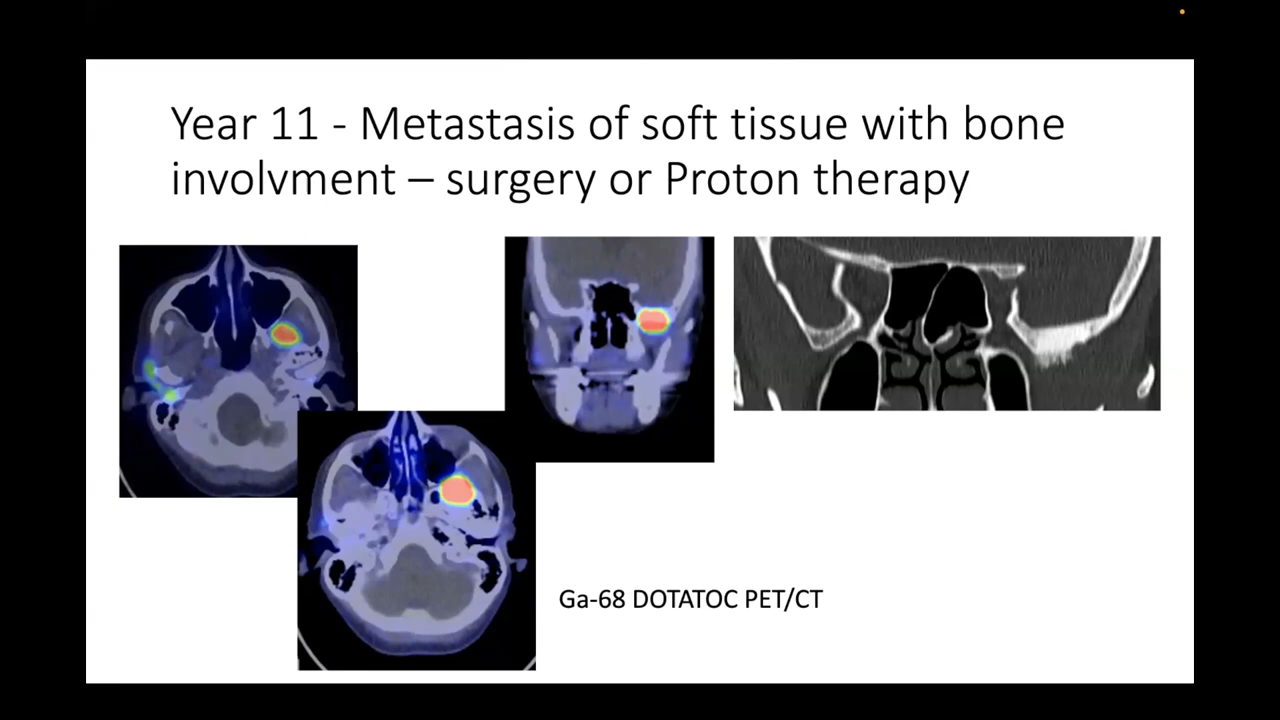 Year 11 - Metastasis of soft tissue with bone
involvment – surgery or Proton therapy
Ga-68 DOTATOC PET/CT